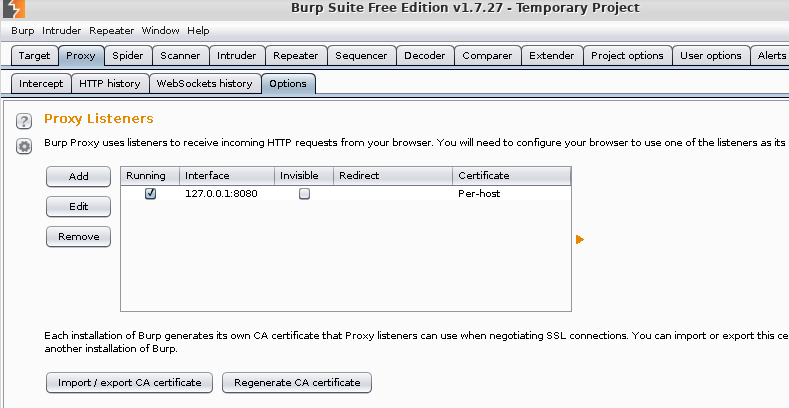 Burp Suite Free Edition v1.7.27 - Temporary Project
Burp Intruder Repeater Window Help
Target Proxy Spider Scanner Intruder Repeater Sequencer Decoder Comparer Extender Project options User options Alerts
Intercept HTTP history WebSockets history Options
? Proxy Listeners
Burp Proxy uses listeners to receive incoming HTTP requests from your browser. You will need to configure your browser to use one of the listeners as its
Add Running Interface Invisible Redirect Certificate
127.0.0.1:8080 Per-host
Edit
Remove
Each installation of Burp generates its own CA certificate that Proxy listeners can use when negotiating SSL connections. You can import or export this ce
another installation of Burp.
Import / export CA certificate Regenerate CA certificate